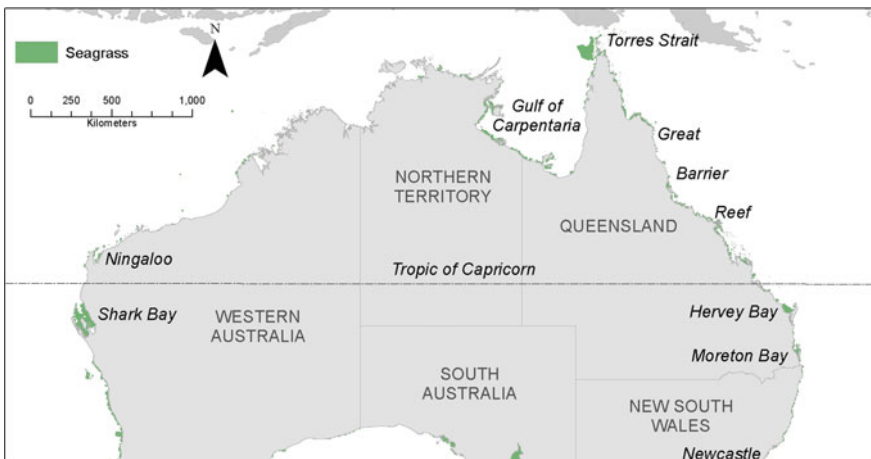 N
Torres Strait
Seagrass
0 250 500 1,000
Kilometers
Gulf of
Carpentaria
Great
Barrier
Reef
NORTHERN
TERRITORY
QUEENSLAND
Ningaloo
Tropic of Capricorn
Shark Bay
WESTERN
AUSTRALIA
Hervey Bay
Moreton Bay
SOUTH
AUSTRALIA
NEW SOUTH
WALES
Newcastle